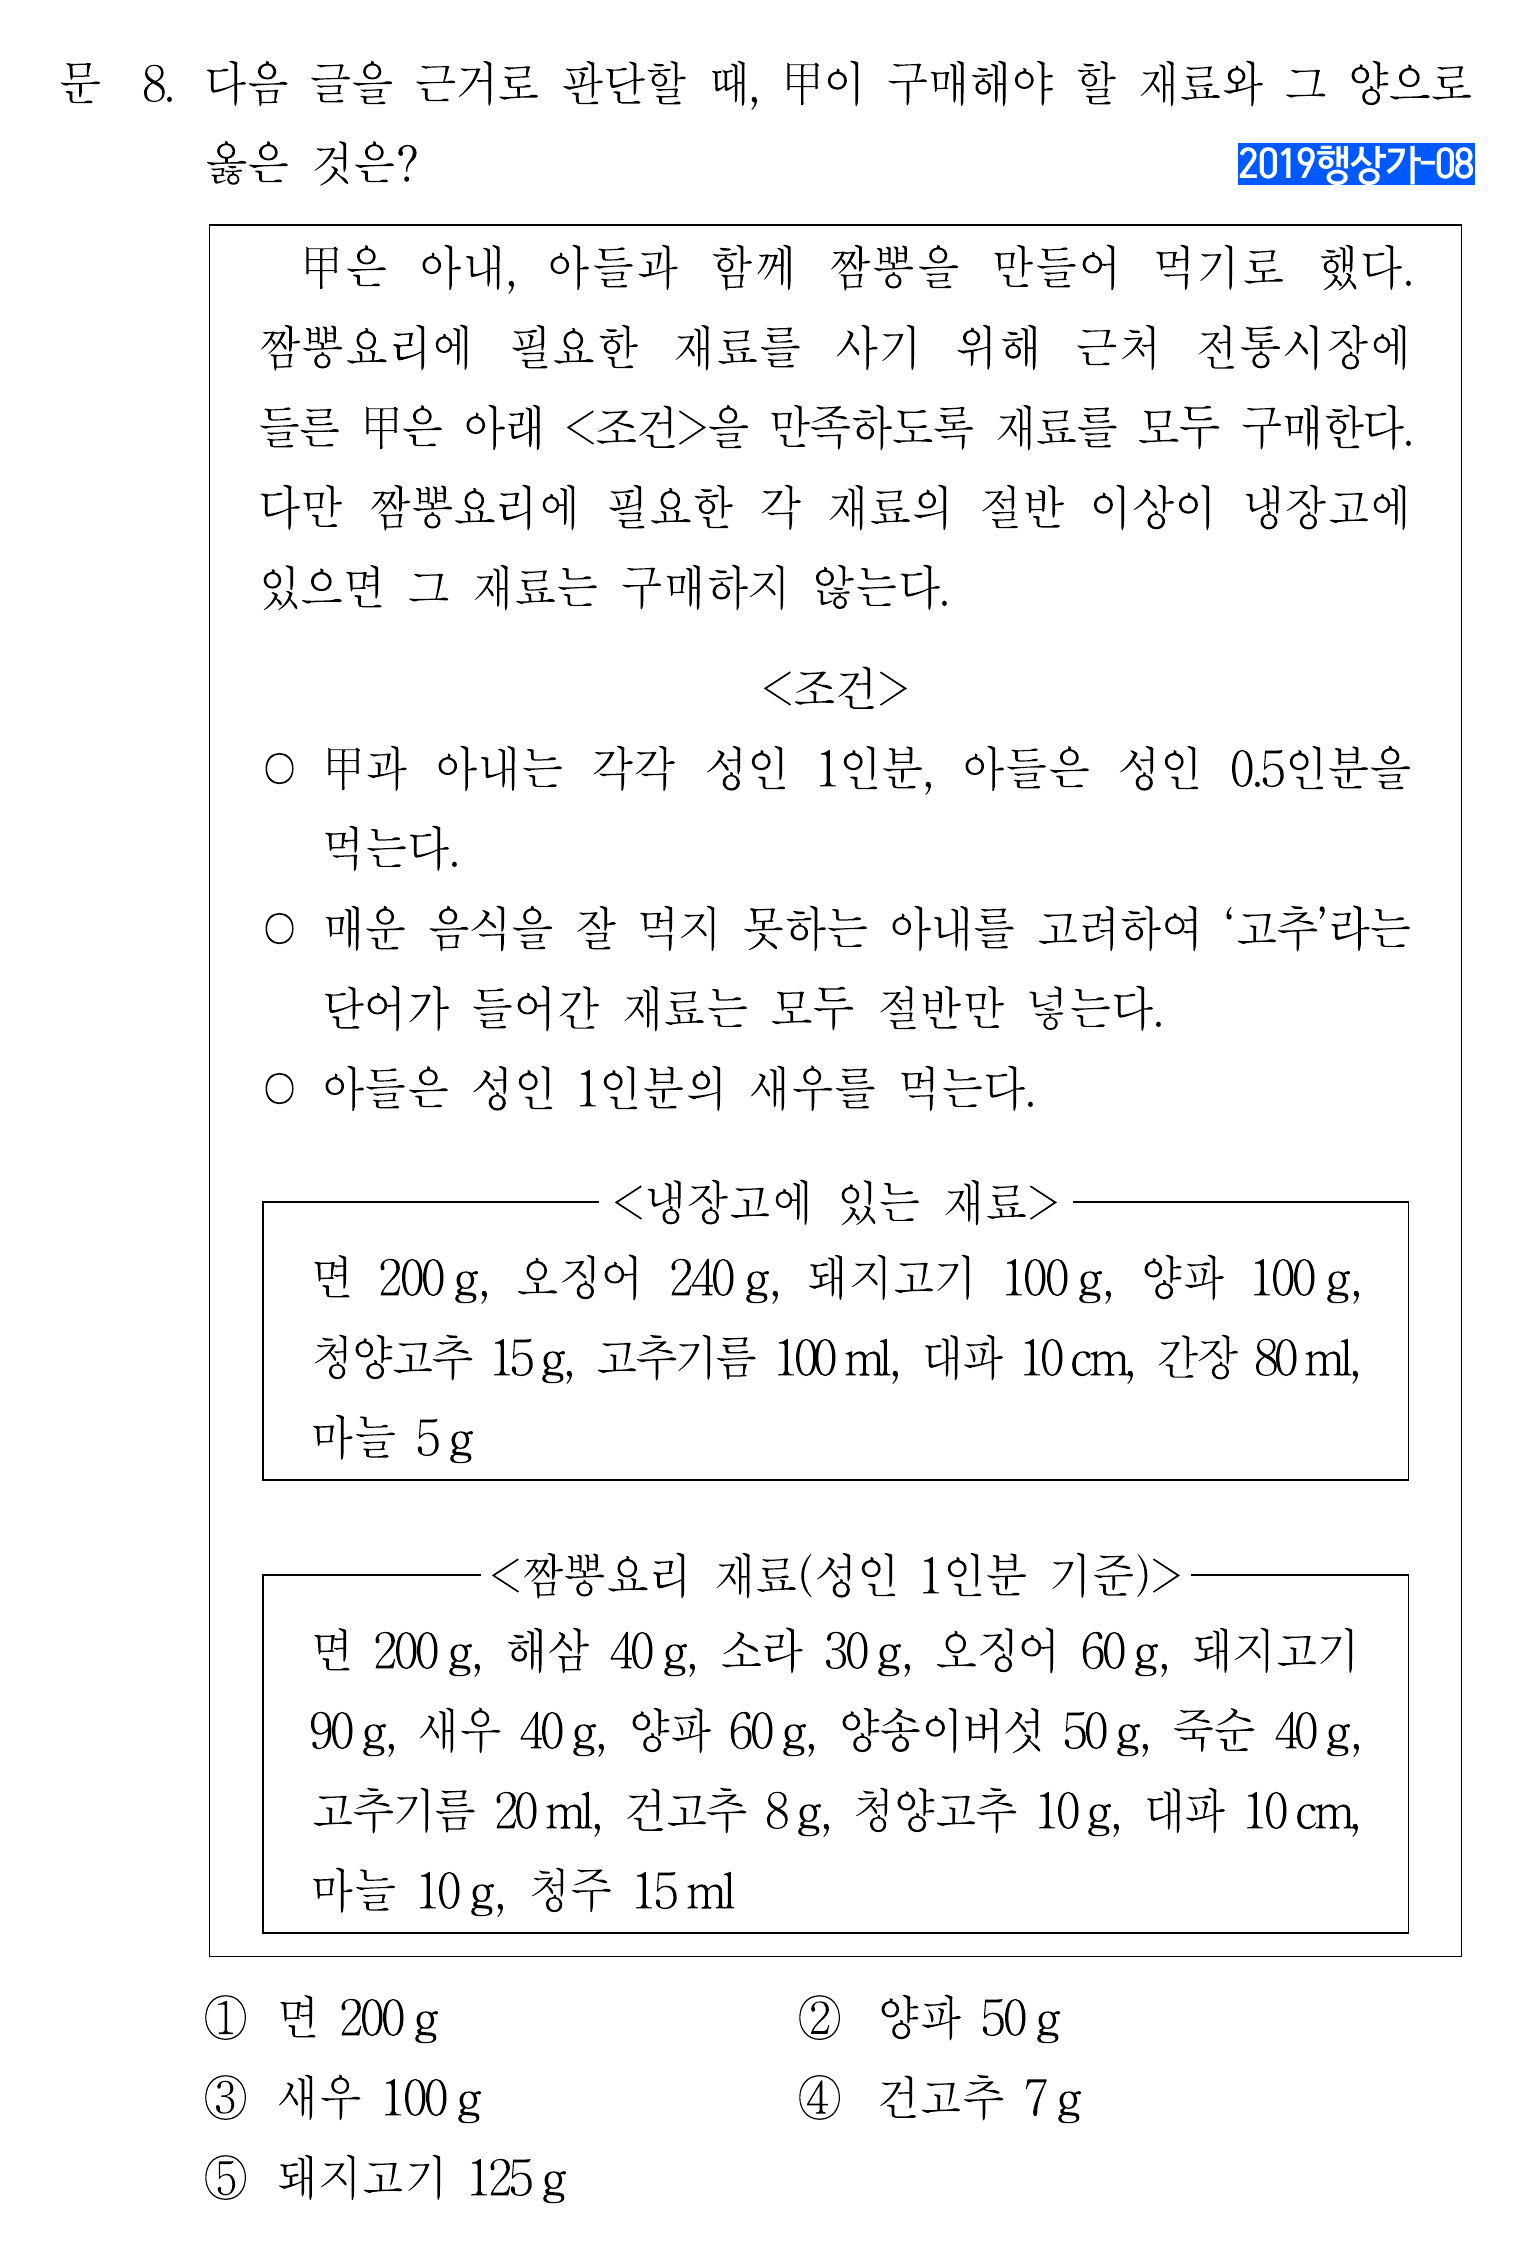 문 8. 다음 글을 근거로 판단할 때, 甲이 구매해야 할 재료와 그 양으로
옳은 것은?
2019행상가-08
甲은 아내, 아들과 함께 짬뽕을 만들어 먹기로 했다.
짬뽕요리에 필요한 재료를 사기 위해 근처 전통시장에
들른 甲은 아래 <조건>을 만족하도록 재료를 모두 구매한다.
다만 짬뽕요리에 필요한 각 재료의 절반 이상이 냉장고에
있으면 그 재료는 구매하지 않는다.
<조건>
○ 甲과 아내는 각각 성인 1인분, 아들은 성인 0.5인분을
먹는다.
○ 매운 음식을 잘 먹지 못하는 아내를 고려하여 ‘고추’라는
단어가 들어간 재료는 모두 절반만 넣는다.
○ 아들은 성인 1인분의 새우를 먹는다.
<냉장고에 있는 재료>
면 200 g, 오징어 240 g, 돼지고기 100 g, 양파 100 g,
청양고추 15 g, 고추기름 100 ml, 대파 10 cm, 간장 80 ml,
마늘 5 g
<짬뽕요리 재료(성인 1인분 기준)>
면 200 g, 해삼 40 g, 소라 30 g, 오징어 60 g, 돼지고기
90 g, 새우 40 g, 양파 60 g, 양송이버섯 50 g, 죽순 40 g,
고추기름 20 ml, 건고추 8 g, 청양고추 10 g, 대파 10 cm,
마늘 10 g, 청주 15 ml
① 면 200 g
② 양파 50 g
③ 새우 100 g
④ 건고추 7 g
⑤ 돼지고기 125 g